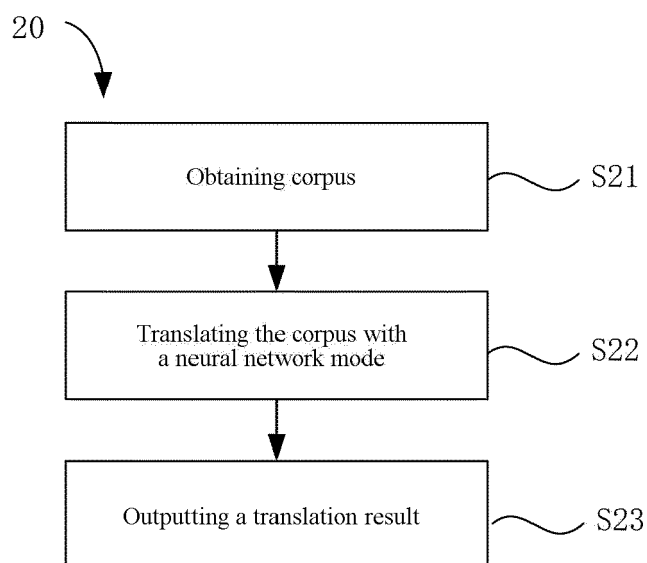 20
Obtaining corpus
S21
Translating the corpus with
a neural network mode
S22
Outputting a translation result
S23